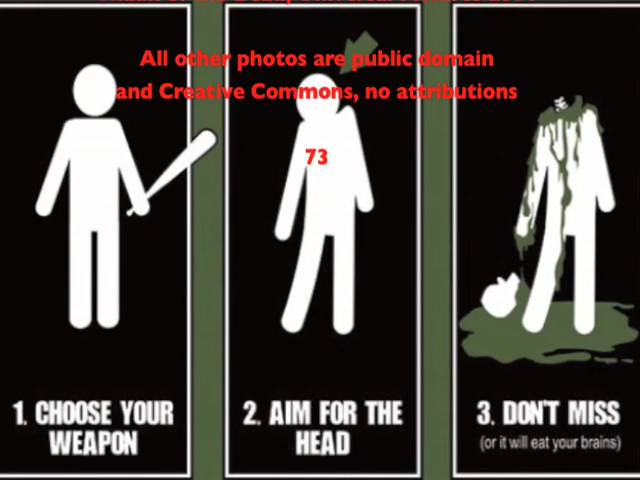 All other photos are public domain
and Creative Commons, no attributions
73
1. CHOOSE YOUR
WEAPON
2. AIM FOR THE
HEAD
3. DON'T MISS
(or it will eat your brains)